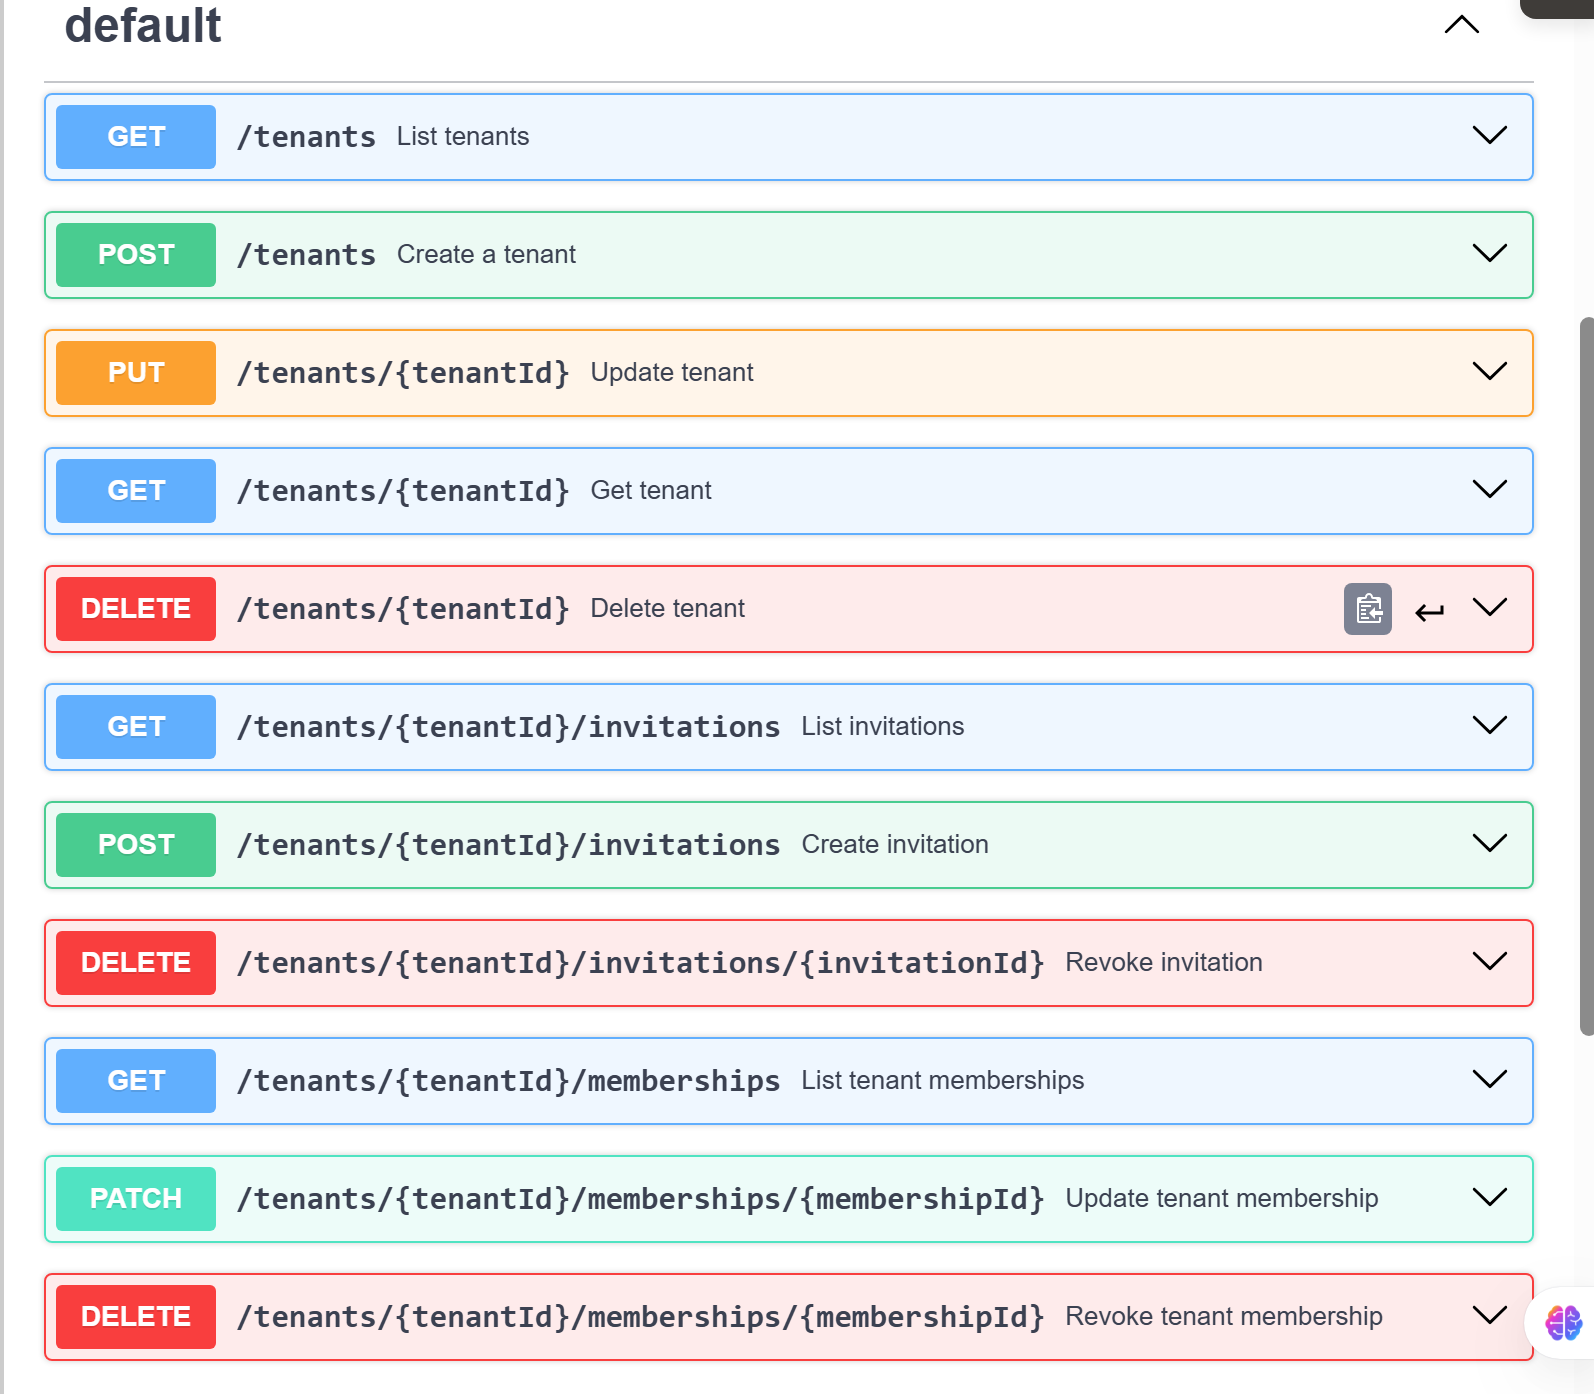 default
GET /tenants List tenants
POST /tenants Create a tenant
PUT /tenants/{tenantId} Update tenant
GET /tenants/{tenantId} Get tenant
DELETE /tenants/{tenantId} Delete tenant
GET /tenants/{tenantId}/invitations List invitations
POST /tenants/{tenantId}/invitations Create invitation
DELETE /tenants/{tenantId}/invitations/{invitationId} Revoke invitation
GET /tenants/{tenantId}/memberships List tenant memberships
PATCH /tenants/{tenantId}/memberships/{membershipId} Update tenant membership
DELETE /tenants/{tenantId}/memberships/{membershipId} Revoke tenant membership